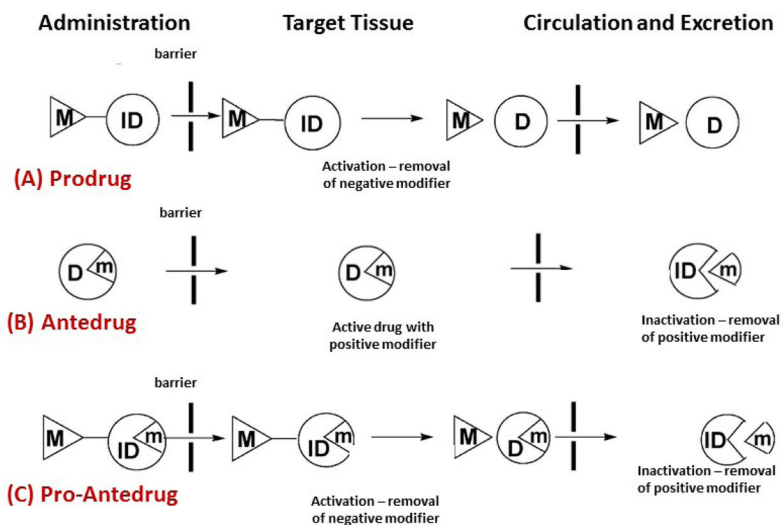 Administration
Target Tissue
Circulation and Excretion
barrier
M
ID
M
ID
M
D
M
D
(A) Prodrug
Activation – removal
of negative modifier
barrier
D m
D m
ID m
(B) Antedrug
Active drug with
positive modifier
Inactivation – removal
of positive modifier
barrier
M
ID m
M
ID m
M
D m
ID m
(C) Pro-Antedrug
Activation – removal
of negative modifier
Inactivation – removal
of positive modifier